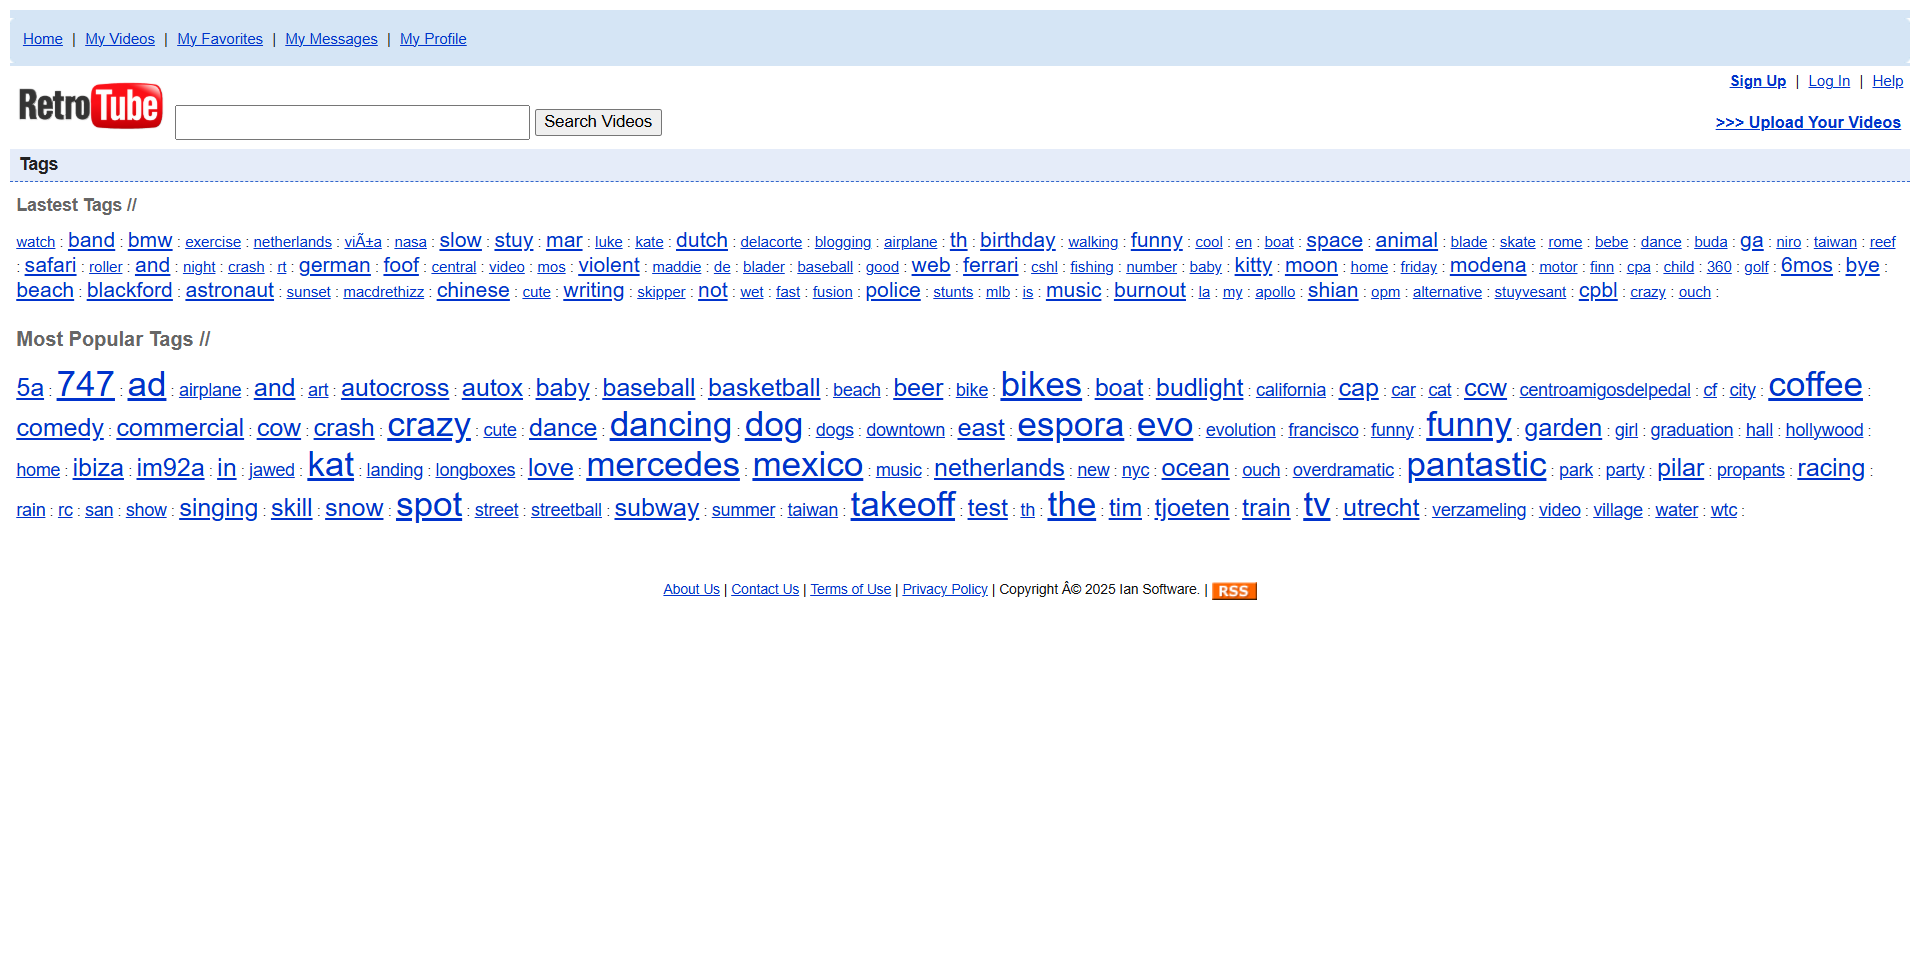 Home | My Videos | My Favorites | My Messages | My Profile
Sign Up | Log In | Help
RetroTube
Search Videos
>>> Upload Your Videos
Tags
Lastest Tags //
watch : band : bmw : exercise : netherlands : viÃ±a : nasa : slow : stuy : mar : luke : kate : dutch : delacorte : blogging : airplane : th : birthday : walking : funny : cool : en : boat : space : animal : blade : skate : rome : bebe : dance : buda : ga : niro : taiwan : reef
: safari : roller : and : night : crash : rt : german : foof : central : video : mos : violent : maddie : de : blader : baseball : good : web : ferrari : cshl : fishing : number : baby : kitty : moon : home : friday : modena : motor : finn : cpa : child : 360 : golf : 6mos : bye :
beach : blackford : astronaut : sunset : macdrethizz : chinese : cute : writing : skipper : not : wet : fast : fusion : police : stunts : mlb : is : music : burnout : la : my : apollo : shian : opm : alternative : stuyvesant : cpbl : crazy : ouch :
Most Popular Tags //
5a : 747 : ad : airplane : and : art : autocross : autox : baby : baseball : basketball : beach : beer : bike : bikes : boat : budlight : california : cap : car : cat : ccw : centroamigosdelpedal : cf : city : coffee :
comedy : commercial : cow : crash : crazy : cute : dance : dancing : dog : dogs : downtown : east : espora : evo : evolution : francisco : funny : funny : garden : girl : graduation : hall : hollywood :
home : ibiza : im92a : in : jawed : kat : landing : longboxes : love : mercedes : mexico : music : netherlands : new : nyc : ocean : ouch : overdramatic : pantastic : park : party : pilar : propants : racing :
rain : rc : san : show : singing : skill : snow : spot : street : streetball : subway : summer : taiwan : takeoff : test : th : the : tim : tjoeten : train : tv : utrecht : verzameling : video : village : water : wtc :
About Us | Contact Us | Terms of Use | Privacy Policy | Copyright Â© 2025 Ian Software. | RSS